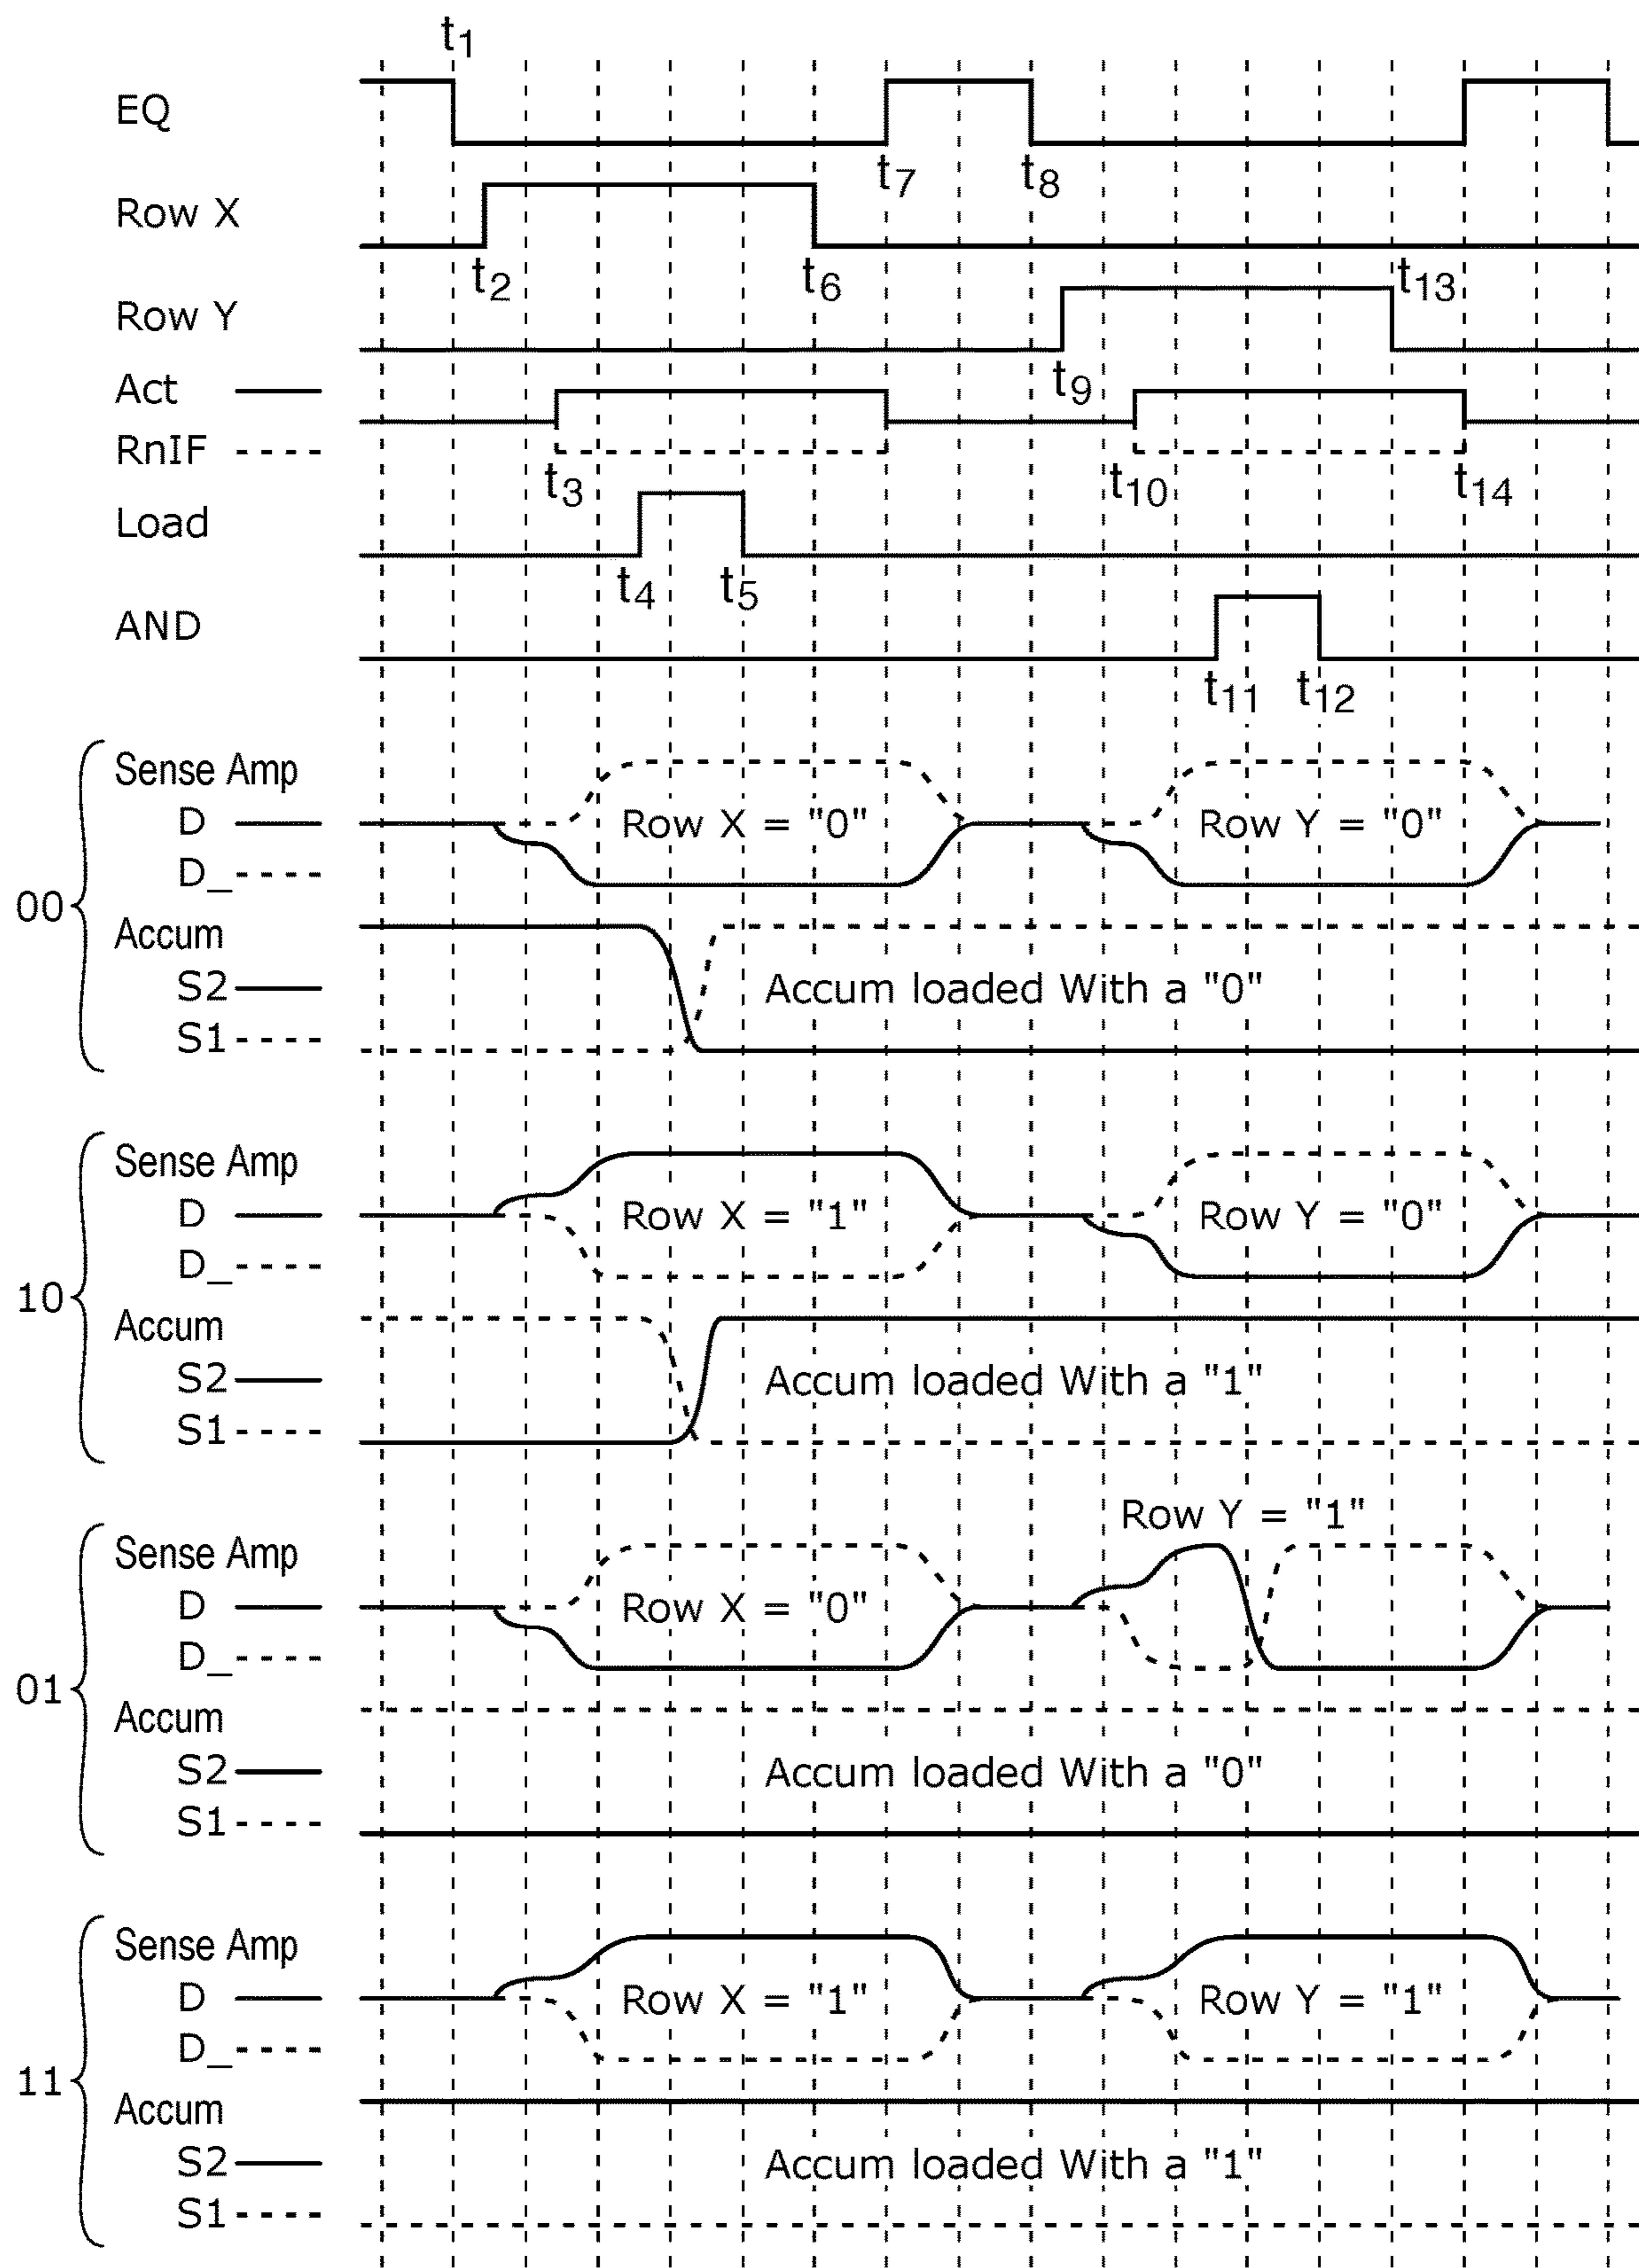 t1
EQ
t7 t8
Row X
t2 t6 t13
Row Y
t9
Act
RnIF
t3 t10 t14
Load
t4 t5
AND
t11 t12
00
Sense Amp
D
D_
Row X = "0" Row Y = "0"
Accum
S2
S1
Accum loaded With a "0"
10
Sense Amp
D
D_
Row X = "1" Row Y = "0"
Accum
S2
S1
Accum loaded With a "1"
01
Row Y = "1"
Sense Amp
D
D_
Row X = "0"
Accum
S2
S1
Accum loaded With a "0"
11
Sense Amp
D
D_
Row X = "1" Row Y = "1"
Accum
S2
S1
Accum loaded With a "1"